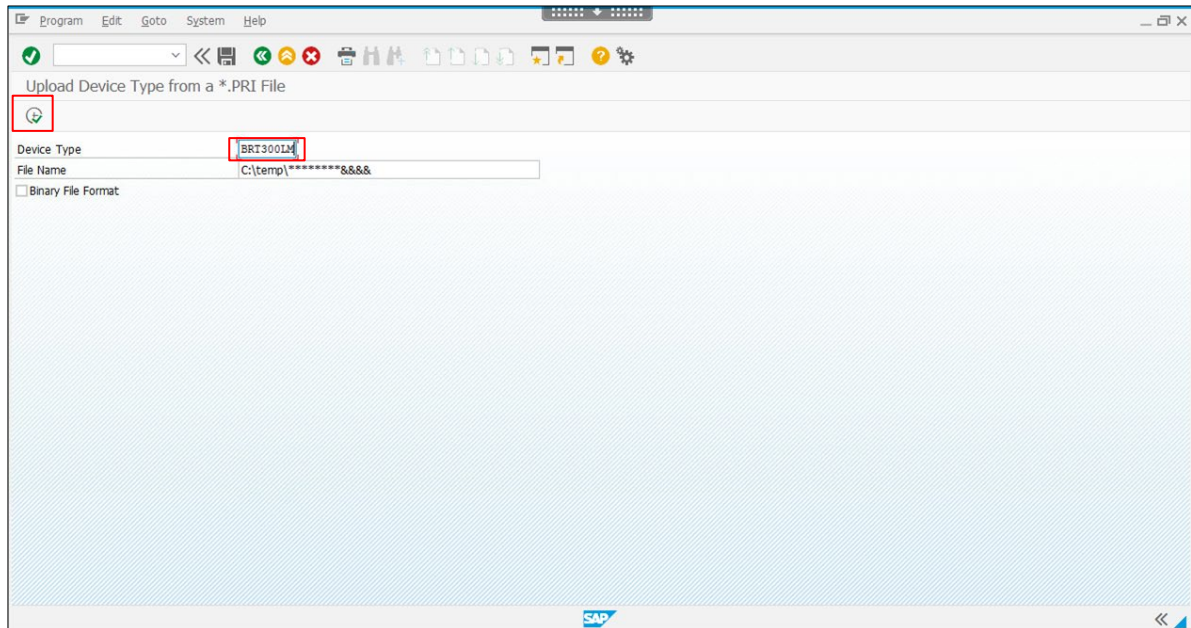 Program Edit Goto System Help
Upload Device Type from a *.PRI File
Device Type BRT300LM
File Name C:\temp\********&&&&
Binary File Format
SAP